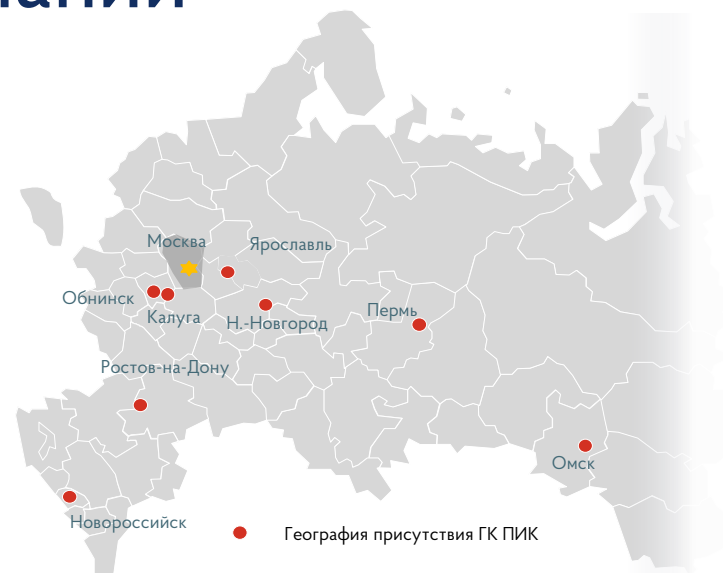 Москва
Ярославль
Обнинск
Калуга
Н.-Новгород
Пермь
Ростов-на-Дону
Омск
Новороссийск
География присутствия ГК ПИК